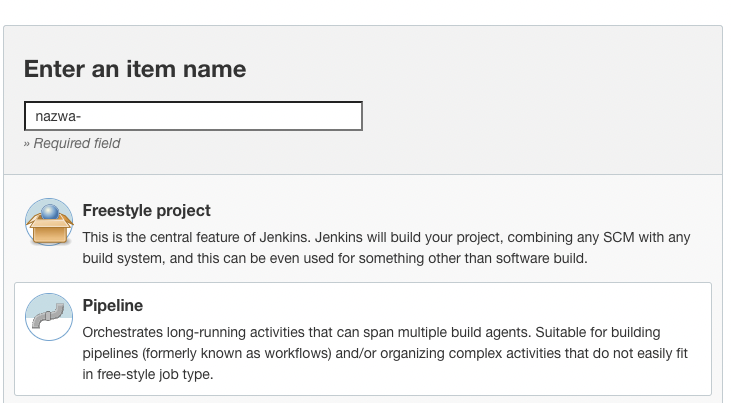 Enter an item name
nazwa-
» Required field
Freestyle project
This is the central feature of Jenkins. Jenkins will build your project, combining any SCM with any
build system, and this can be even used for something other than software build.
Pipeline
Orchestrates long-running activities that can span multiple build agents. Suitable for building
pipelines (formerly known as workflows) and/or organizing complex activities that do not easily fit
in free-style job type.